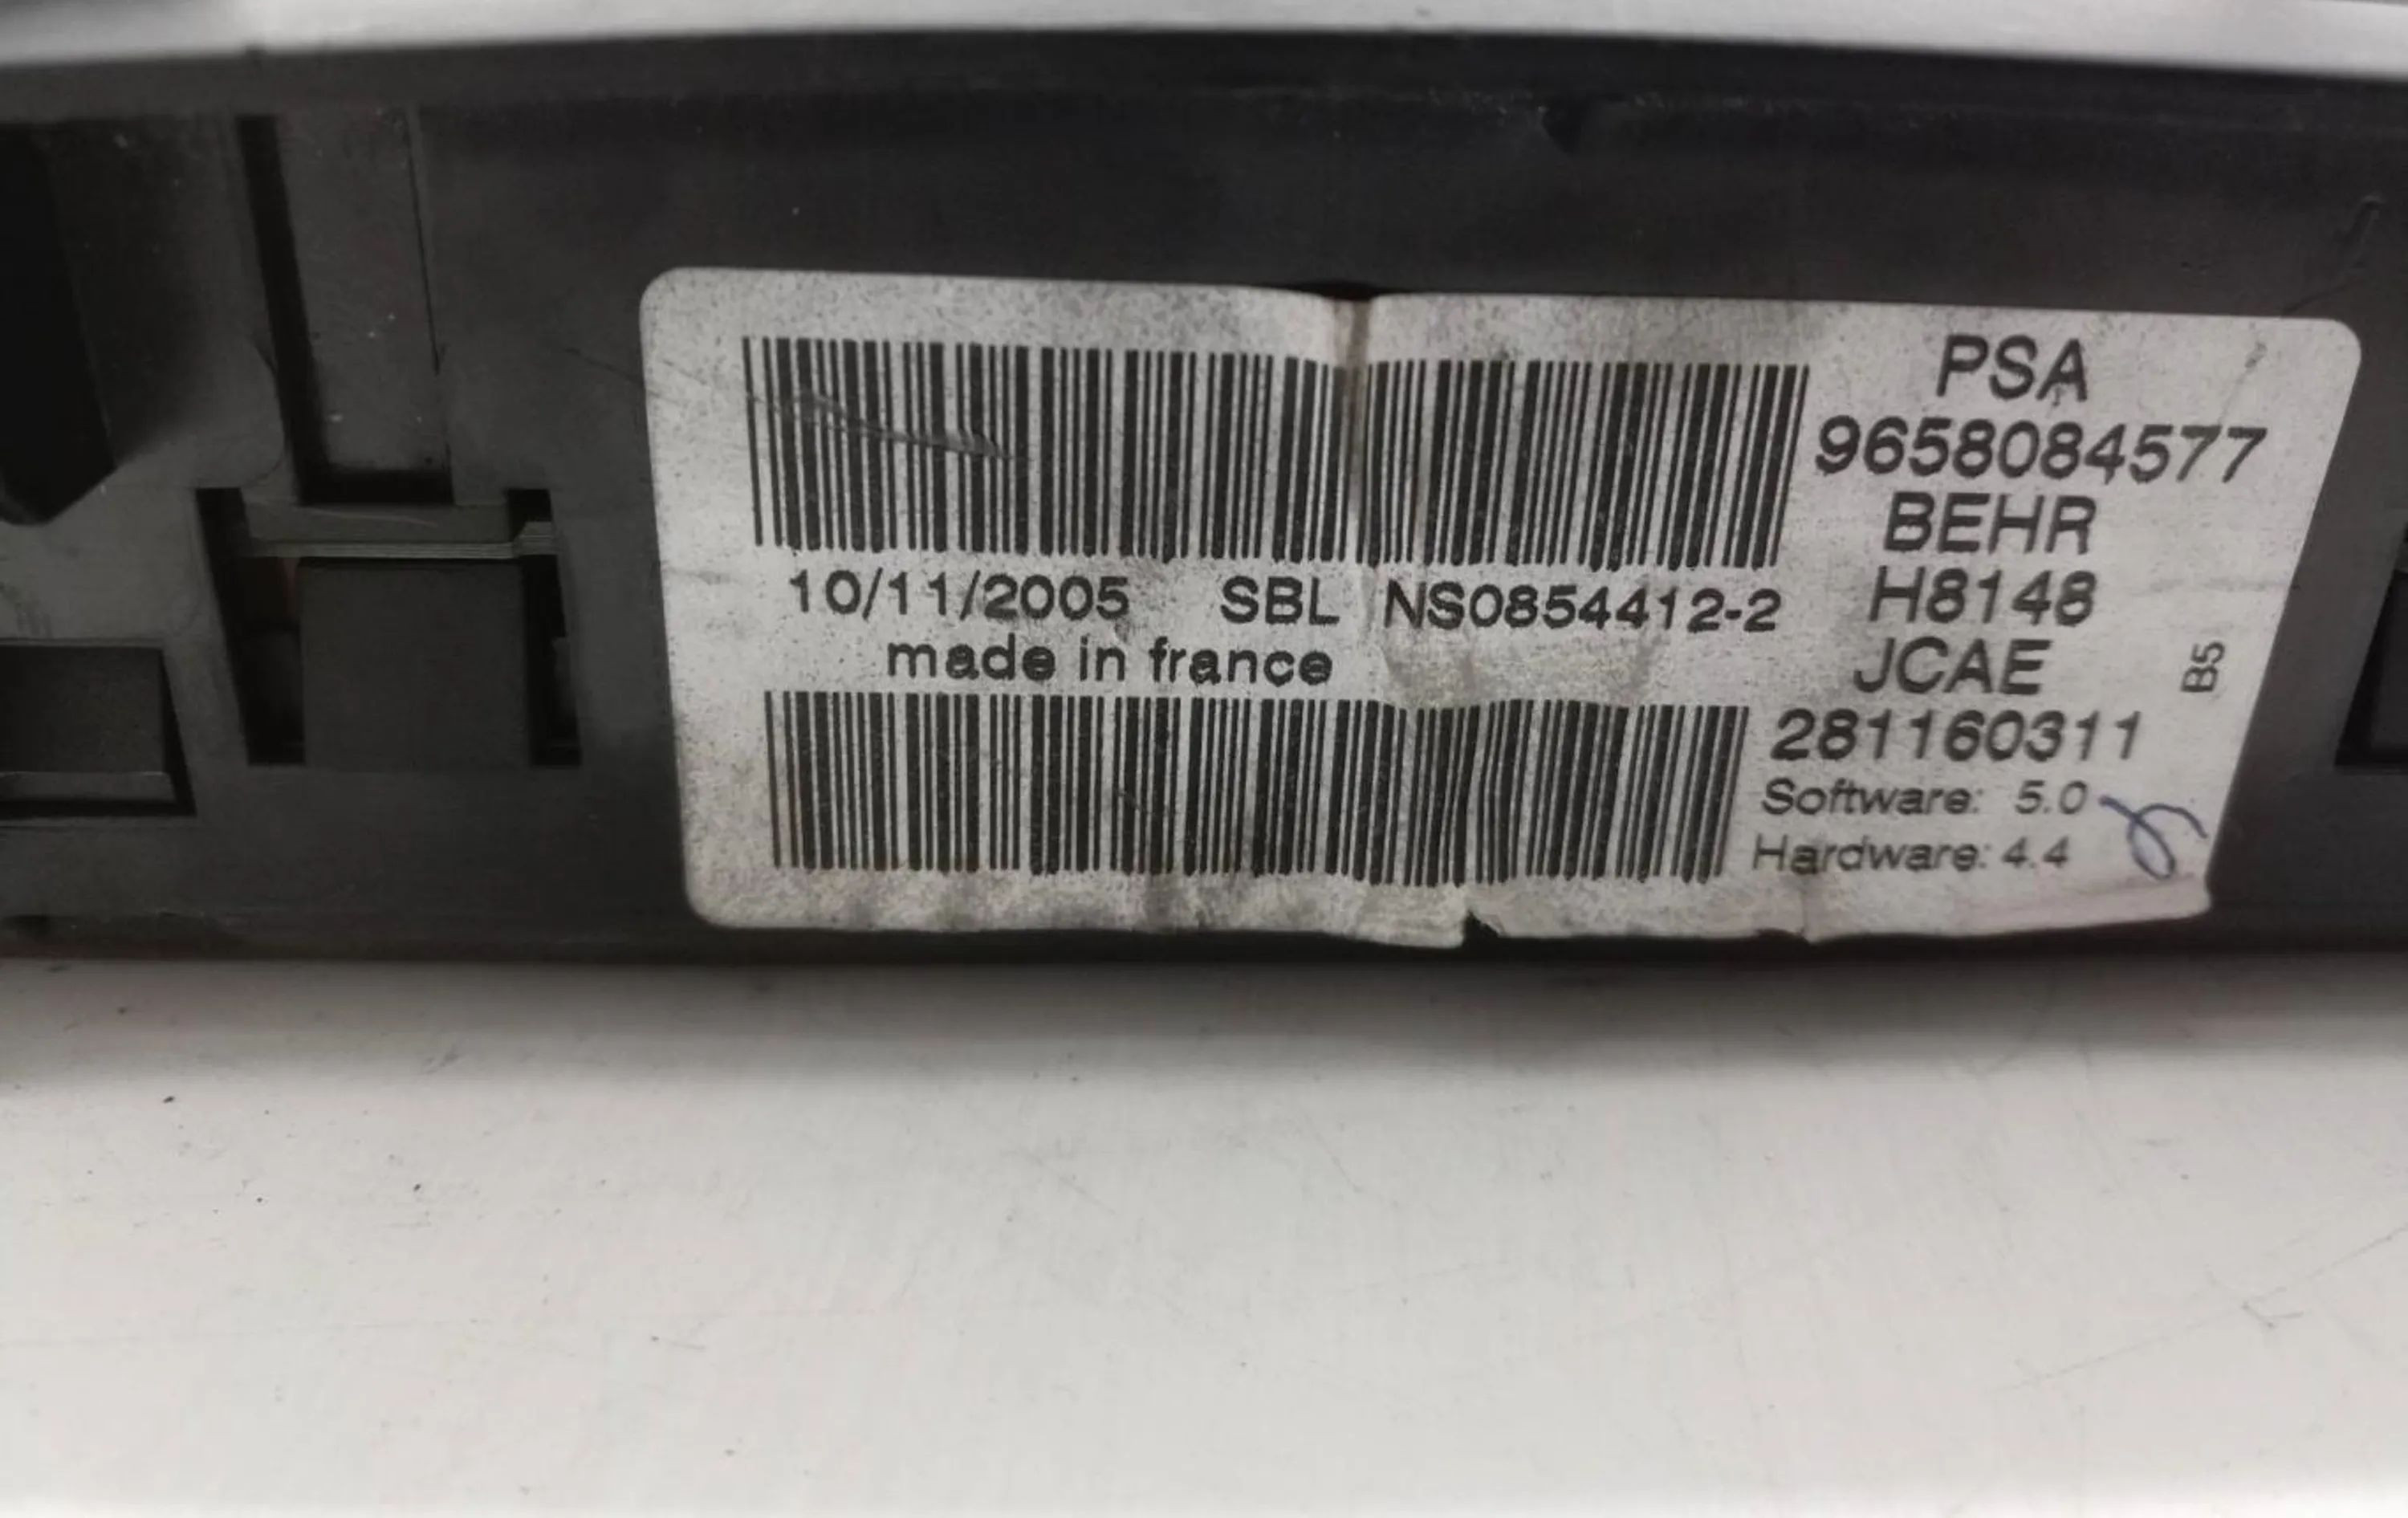 PSA
9658084577
BEHR
10/11/2005 SBL NS0854412-2 H8148
made in france JCAE
B5
281160311
Software: 5.0
Hardware: 4.4